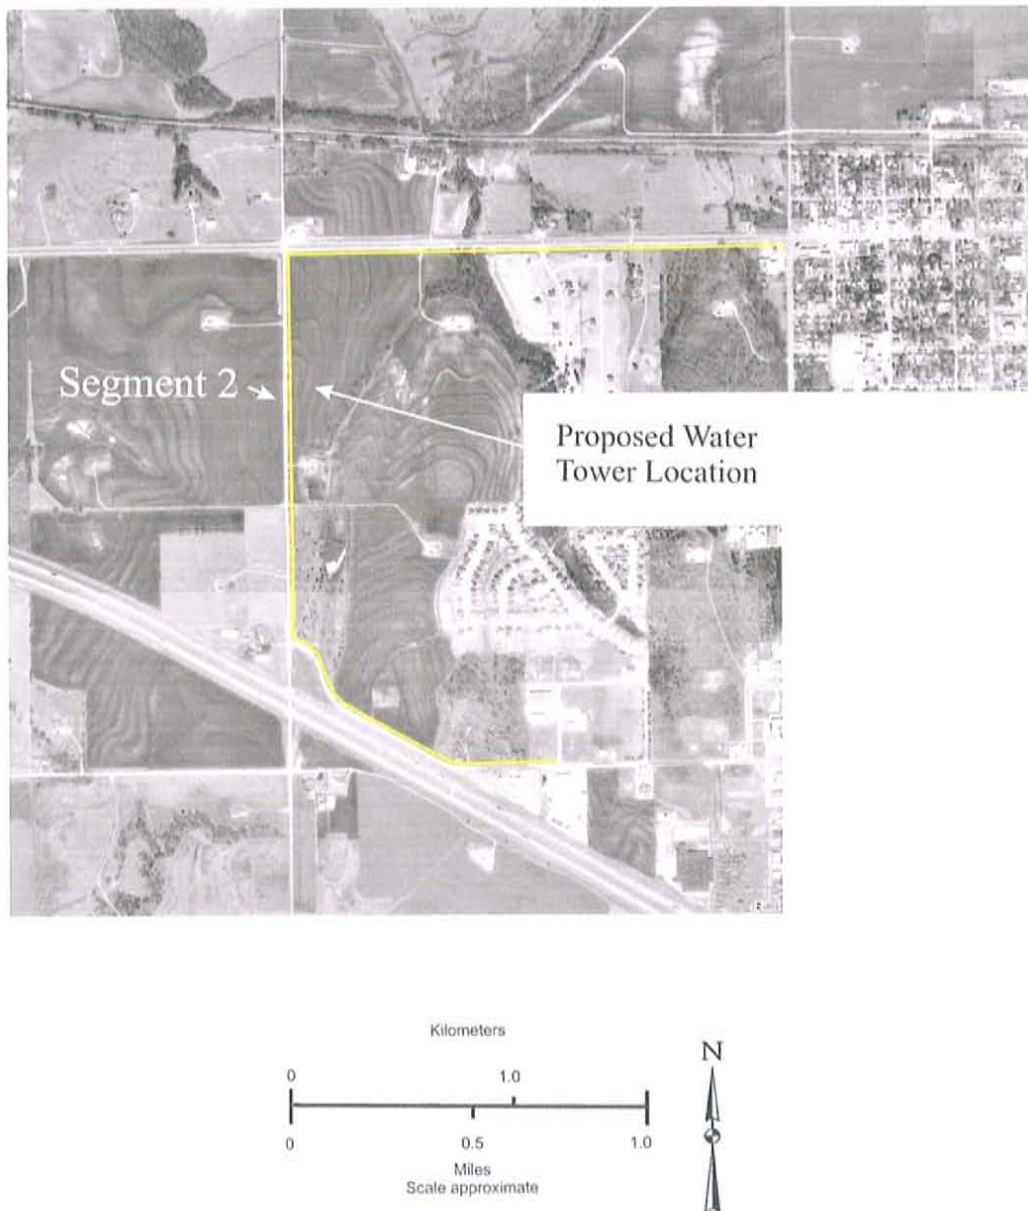 Segment 2
Proposed Water
Tower Location
Kilometers
0 1.0
0 0.5 1.0
Miles
Scale approximate
N